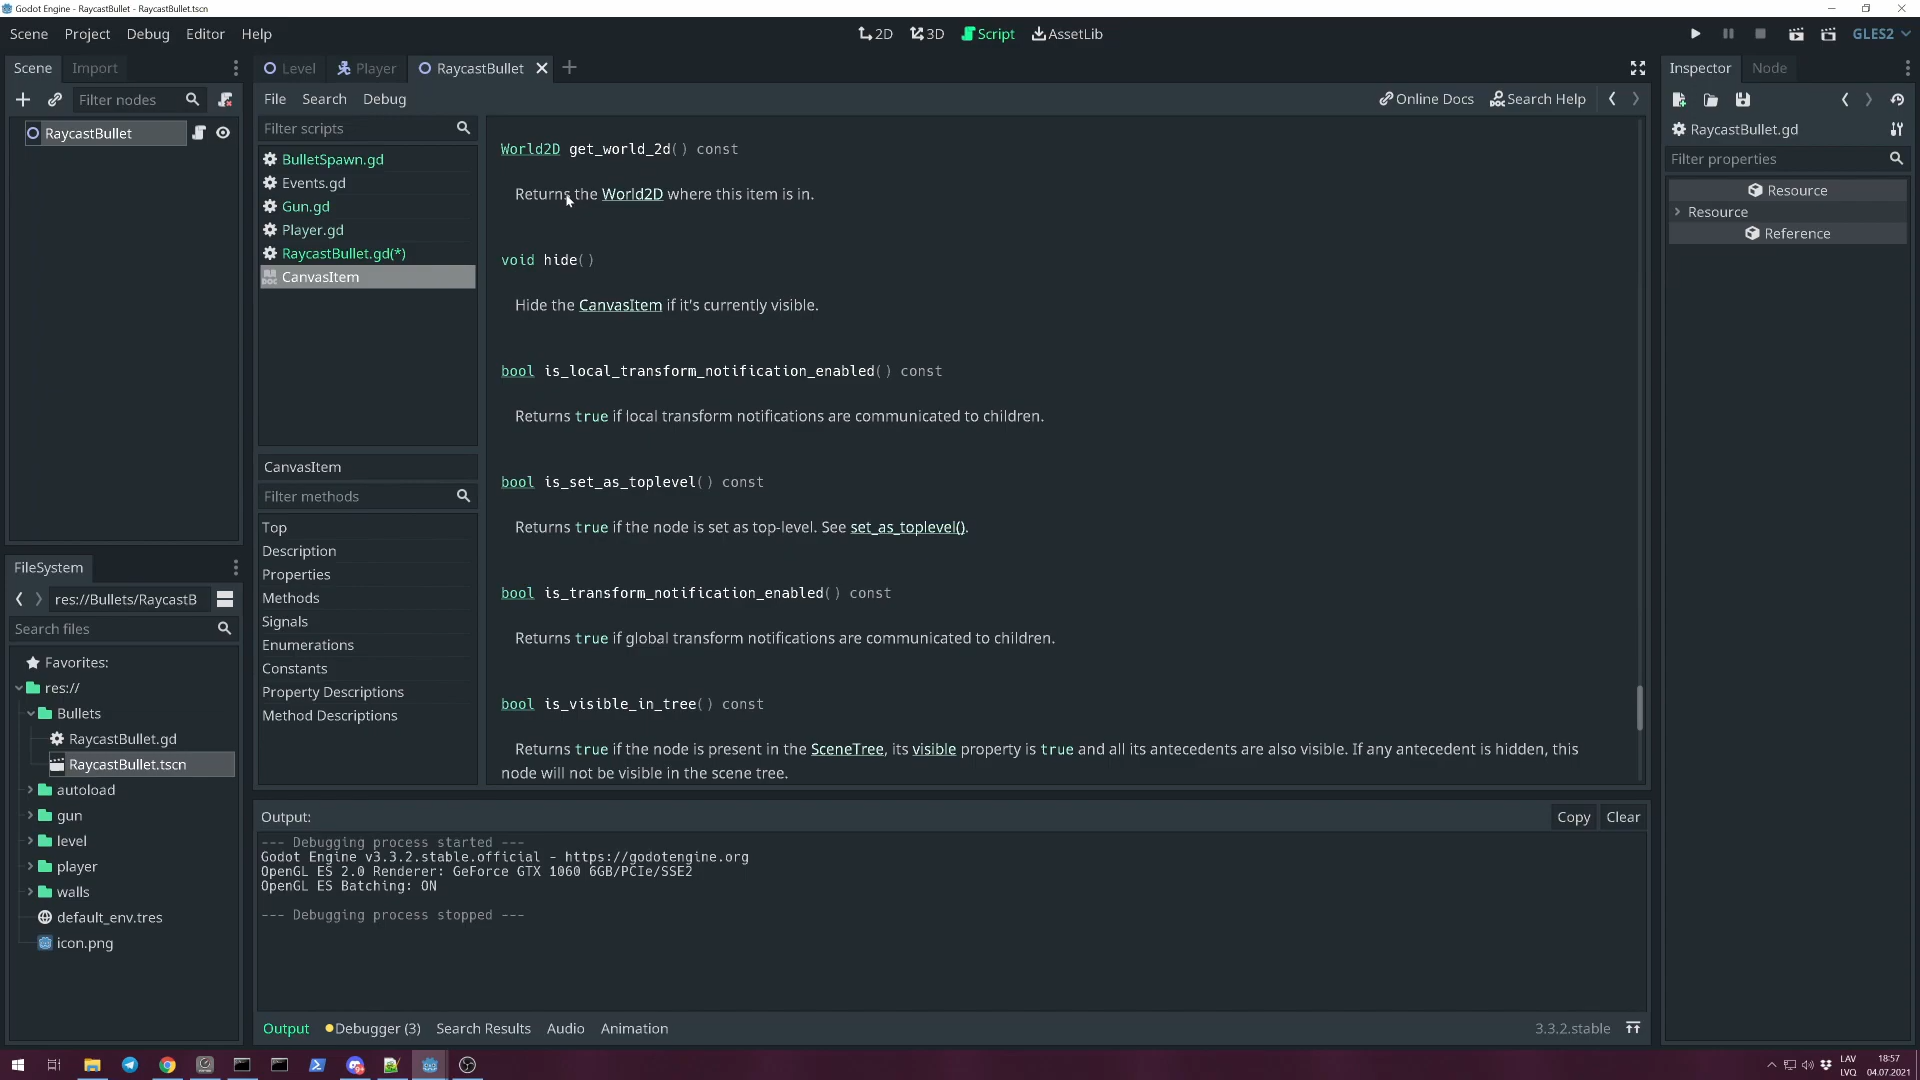 Godot Engine - RaycastBullet - RaycastBullet.tscn
Scene Project Debug Editor Help
2D 3D Script AssetLib
GLES2
Scene Import
Filter nodes
RaycastBullet
Level Player RaycastBullet
File Search Debug
Online Docs Search Help
Filter scripts
BulletSpawn.gd
Events.gd
Gun.gd
Player.gd
RaycastBullet.gd(*)
CanvasItem
CanvasItem
Filter methods
Top
Description
Properties
Methods
Signals
Enumerations
Constants
Property Descriptions
Method Descriptions
World2D get_world_2d() const
Returns the World2D where this item is in.
void hide()
Hide the CanvasItem if it's currently visible.
bool is_local_transform_notification_enabled() const
Returns true if local transform notifications are communicated to children.
bool is_set_as_toplevel() const
Returns true if the node is set as top-level. See set_as_toplevel().
bool is_transform_notification_enabled() const
Returns true if global transform notifications are communicated to children.
bool is_visible_in_tree() const
Returns true if the node is present in the SceneTree, its visible property is true and all its antecedents are also visible. If any antecedent is hidden, this
node will not be visible in the scene tree.
Inspector Node
RaycastBullet.gd
Filter properties
Resource
Resource
Reference
FileSystem
res://Bullets/RaycastB
Search files
Favorites:
res://
Bullets
RaycastBullet.gd
RaycastBullet.tscn
autoload
gun
level
player
walls
default_env.tres
icon.png
Output:
Copy Clear
--- Debugging process started ---
Godot Engine v3.3.2.stable.official - https://godotengine.org
OpenGL ES 2.0 Renderer: GeForce GTX 1060 6GB/PCIe/SSE2
OpenGL ES Batching: ON
--- Debugging process stopped ---
Output Debugger (3) Search Results Audio Animation
3.3.2.stable
LAV 18:57
LVQ 04.07.2021